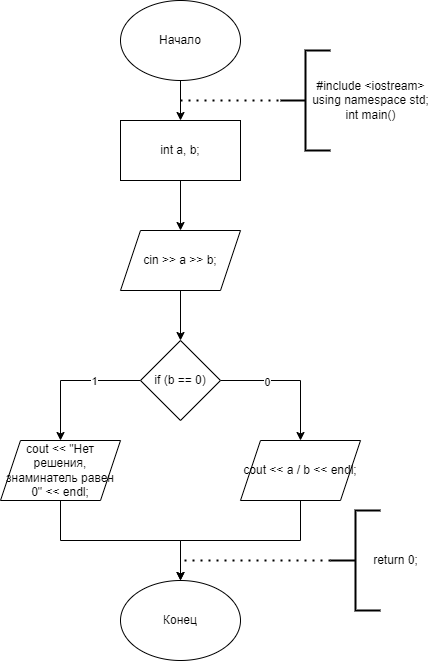 Начало
#include <iostream>
using namespace std;
int main()
int a, b;
cin >> a >> b;
if (b == 0)
1
0
cout << "Нет
решения,
знаминатель равен
0" << endl;
cout << a / b << endl;
return 0;
Конец